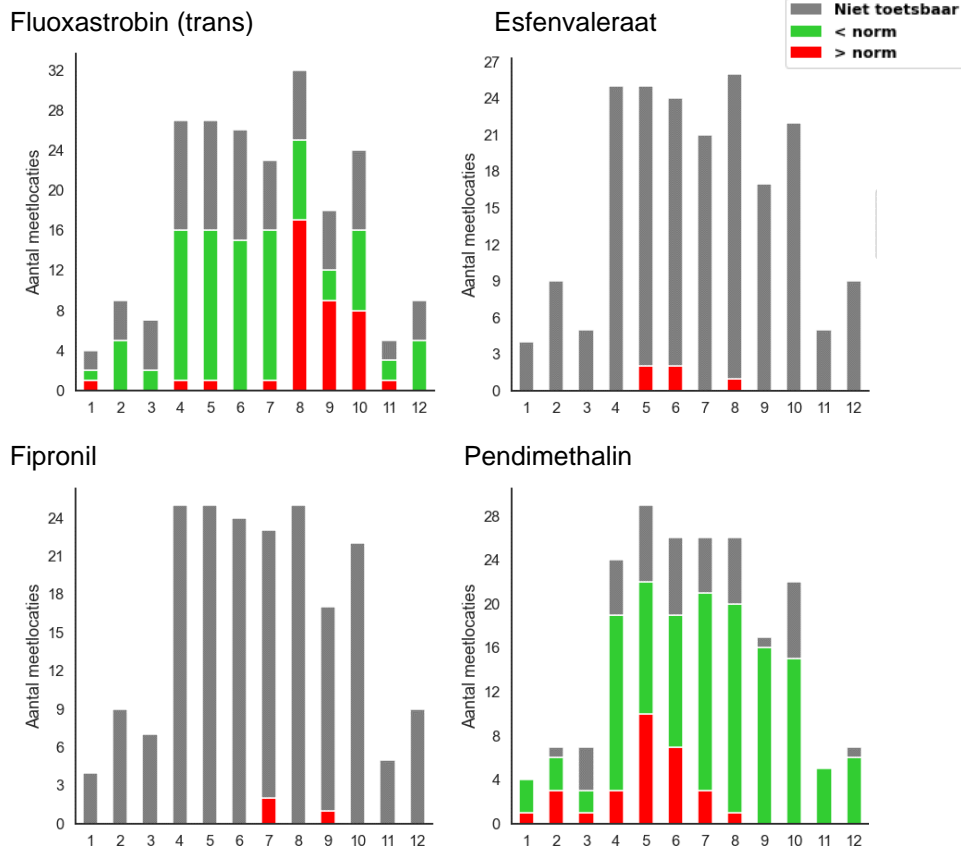 Fluoxastrobin (trans)
Esfenvaleraat
Niet toetsbaar
< norm
> norm
Aantal meetlocaties
32
28
24
20
16
12
8
4
0
1 2 3 4 5 6 7 8 9 10 11 12
Aantal meetlocaties
27
24
21
18
15
12
9
6
3
0
1 2 3 4 5 6 7 8 9 10 11 12
Fipronil
Pendimethalin
Aantal meetlocaties
24
21
18
15
12
9
6
3
0
1 2 3 4 5 6 7 8 9 10 11 12
Aantal meetlocaties
28
24
20
16
12
8
4
0
1 2 3 4 5 6 7 8 9 10 11 12